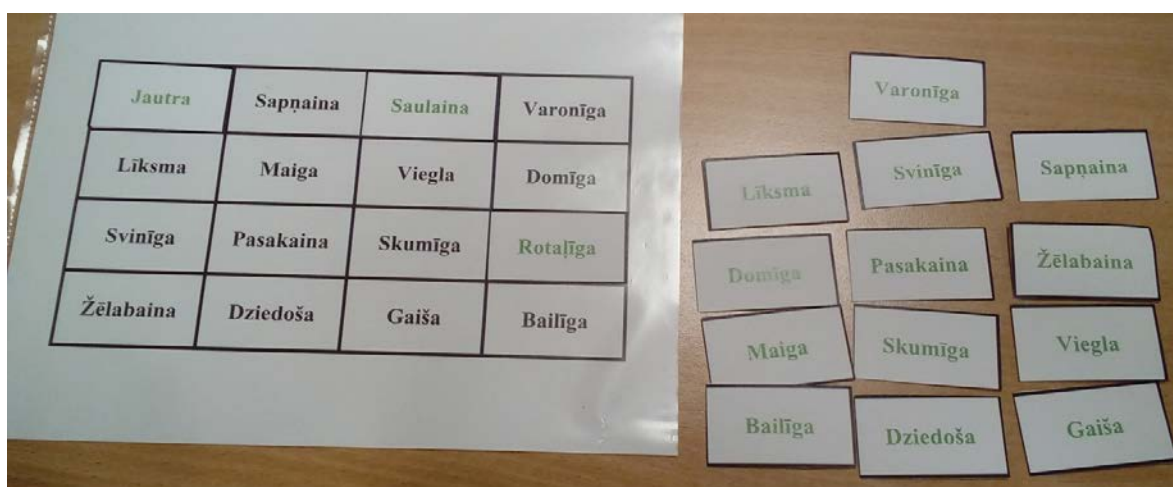 Jautra Sapņaina Saulaina Varonīga
Līksma Maiga Viegla Domīga
Svinīga Pasakaina Skumīga Rotaļīga
Žēlabaina Dziedoša Gaiša Bailīga
Varonīga
Līksma Svinīga Sapņaina
Domīga Pasakaina Žēlabaina
Maiga Skumīga Viegla
Bailīga Dziedoša Gaiša